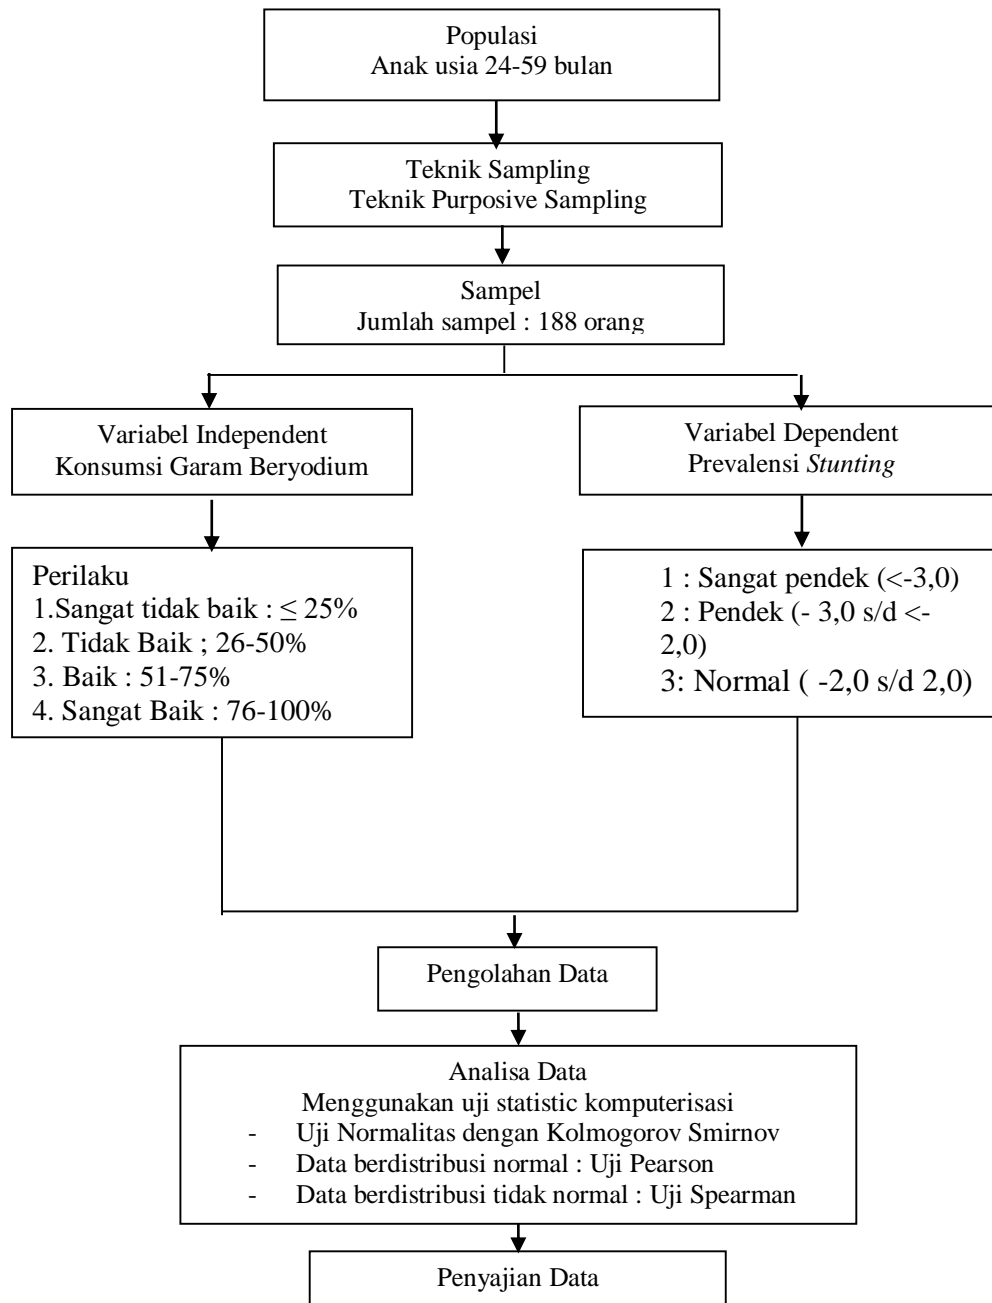 Populasi
Anak usia 24-59 bulan
Teknik Sampling
Teknik Purposive Sampling
Sampel
Jumlah sampel : 188 orang
Variabel Independent
Konsumsi Garam Beryodium
Variabel Dependent
Prevalensi Stunting
Perilaku
1.Sangat tidak baik : ≤ 25%
2. Tidak Baik ; 26-50%
3. Baik : 51-75%
4. Sangat Baik : 76-100%
1 : Sangat pendek (<-3,0)
2 : Pendek (- 3,0 s/d <-
2,0)
3: Normal ( -2,0 s/d 2,0)
Pengolahan Data
Analisa Data
Menggunakan uji statistic komputerisasi
- Uji Normalitas dengan Kolmogorov Smirnov
- Data berdistribusi normal : Uji Pearson
- Data berdistribusi tidak normal : Uji Spearman
Penyajian Data